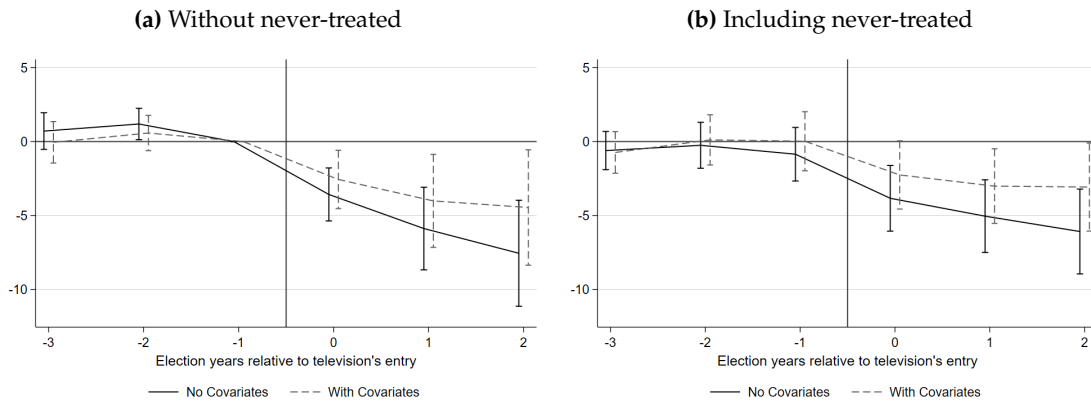 (a) Without never-treated
5
0
-5
-10
-3 -2 -1 0 1 2
Election years relative to television's entry
No Covariates With Covariates
(b) Including never-treated
5
0
-5
-10
-3 -2 -1 0 1 2
Election years relative to television's entry
No Covariates With Covariates